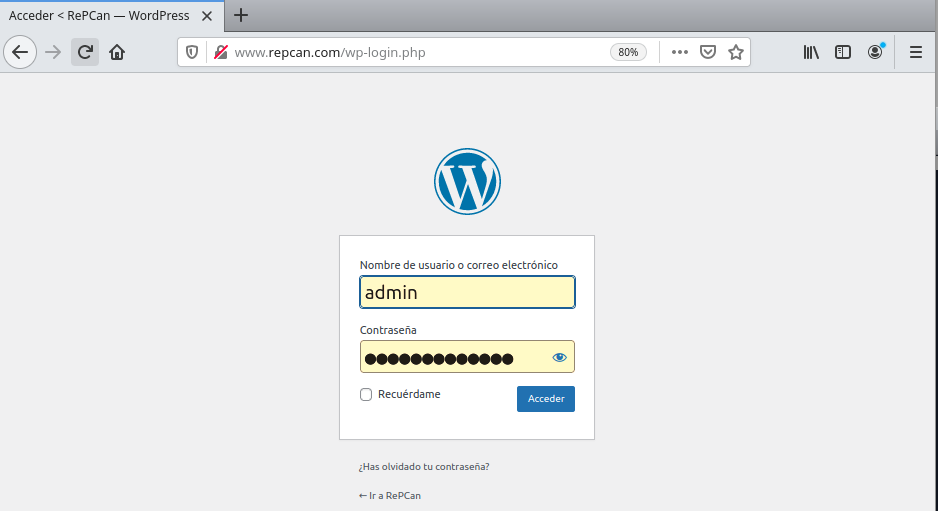 Acceder < RePCan — WordPress
www.repcan.com/wp-login.php
80%
Nombre de usuario o correo electrónico
admin
Contraseña
●●●●●●●●●●●●●
Recuérdame
Acceder
¿Has olvidado tu contraseña?
← Ir a RePCan